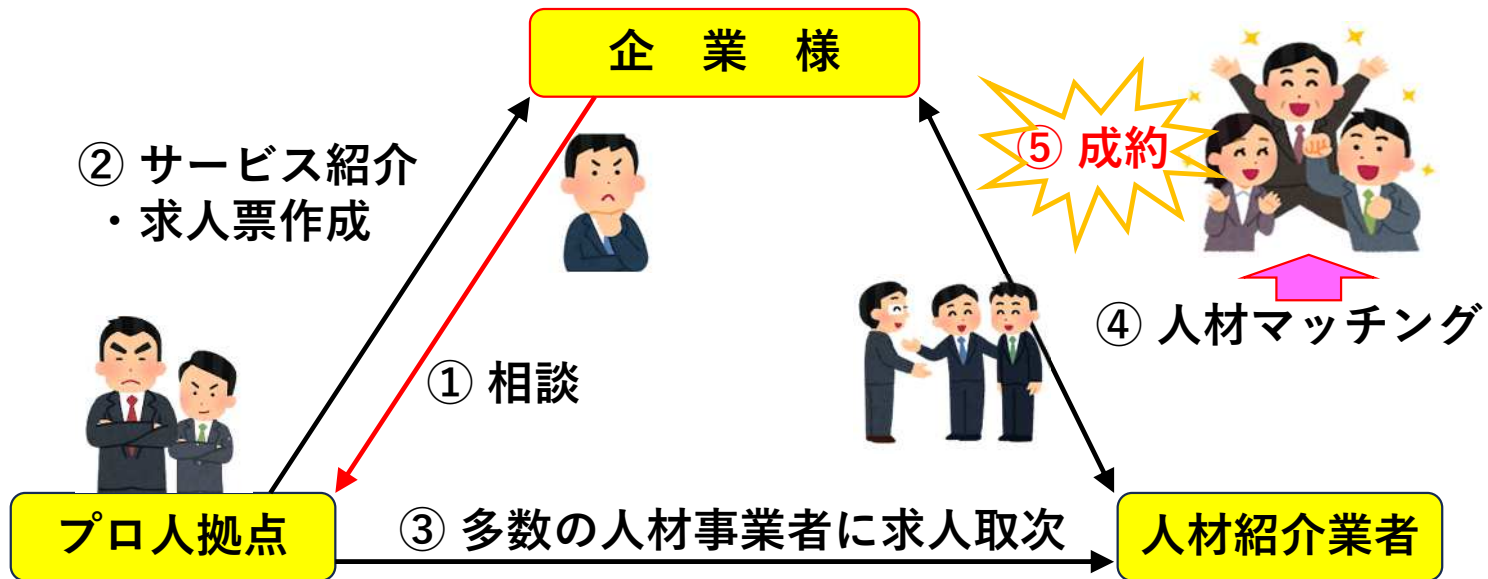 企　業　様
⑤ 成約
② サービス紹介
・求人票作成
④ 人材マッチング
① 相談
プロ人拠点
③ 多数の人材事業者に求人取次
人材紹介業者